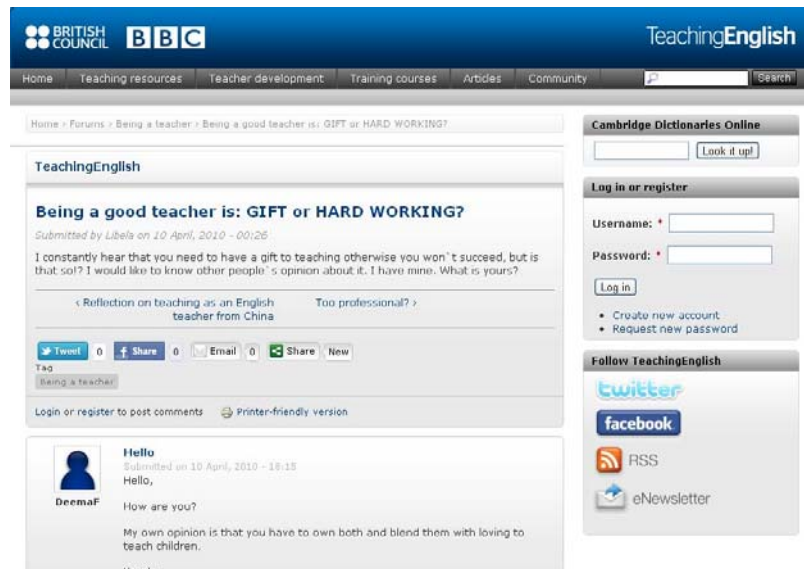 BRITISH COUNCIL
BBC
TeachingEnglish
Home Teaching resources Teacher development Training courses Articles Community Search
Home › Forums › Being a teacher › Being a good teacher is: GIFT or HARD WORKING?
TeachingEnglish
Being a good teacher is: GIFT or HARD WORKING?
Submitted by Libela on 10 April, 2010 - 00:26
I constantly hear that you need to have a gift to teaching otherwise you won`t succeed, but is
that so!? I would like to know other people`s opinion about it. I have mine. What is yours?
‹ Reflection on teaching as an English
teacher from China
Too professional? ›
Tweet 0 Share 0 Email 0 Share New
Tag
Being a teacher
Login or register to post comments Printer-friendly version
DeemaF
Hello
Submitted on 10 April, 2010 - 18:18
Hello,
How are you?
My own opinion is that you have to own both and blend them with loving to
teach children.
Cambridge Dictionaries Online
Look it up!
Log in or register
Username: *
Password: *
Log in
• Create new account
• Request new password
Follow TeachingEnglish
twitter
facebook
RSS
eNewsletter